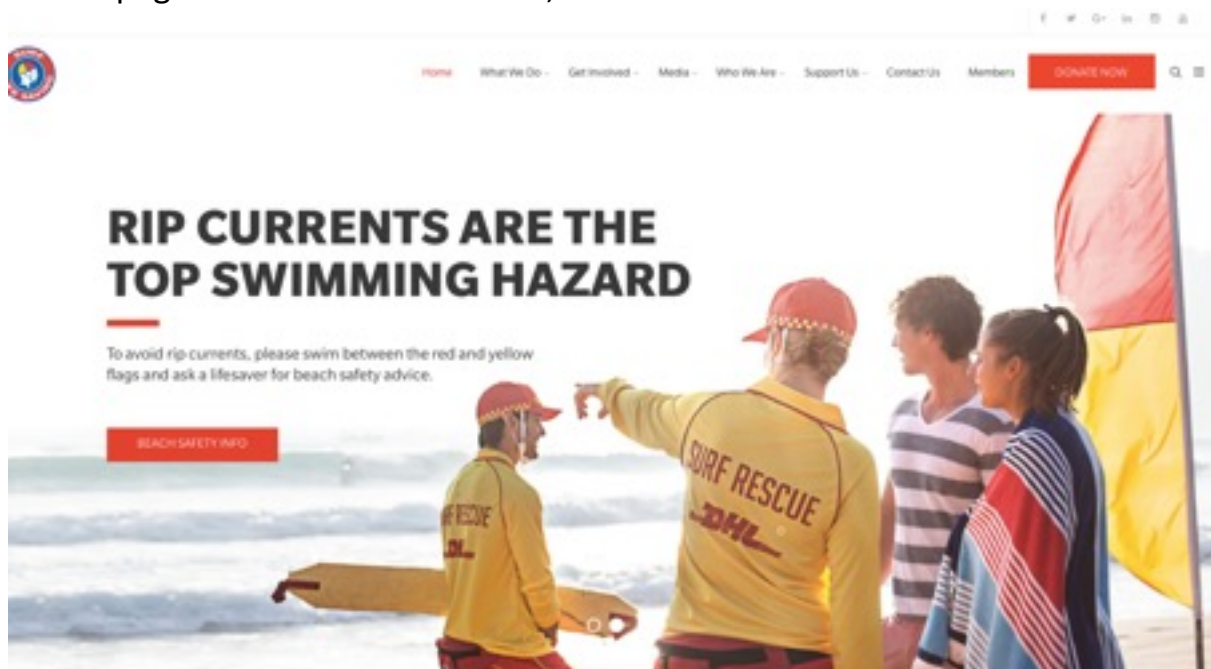 Home What We Do Get Involved Media Who We Are Support Us Contact Us Members DONATE NOW
RIP CURRENTS ARE THE
TOP SWIMMING HAZARD
To avoid rip currents, please swim between the red and yellow
flags and ask a lifesaver for beach safety advice.
BEACH SAFETY INFO
SURF RESCUE
DHL
RESCUE